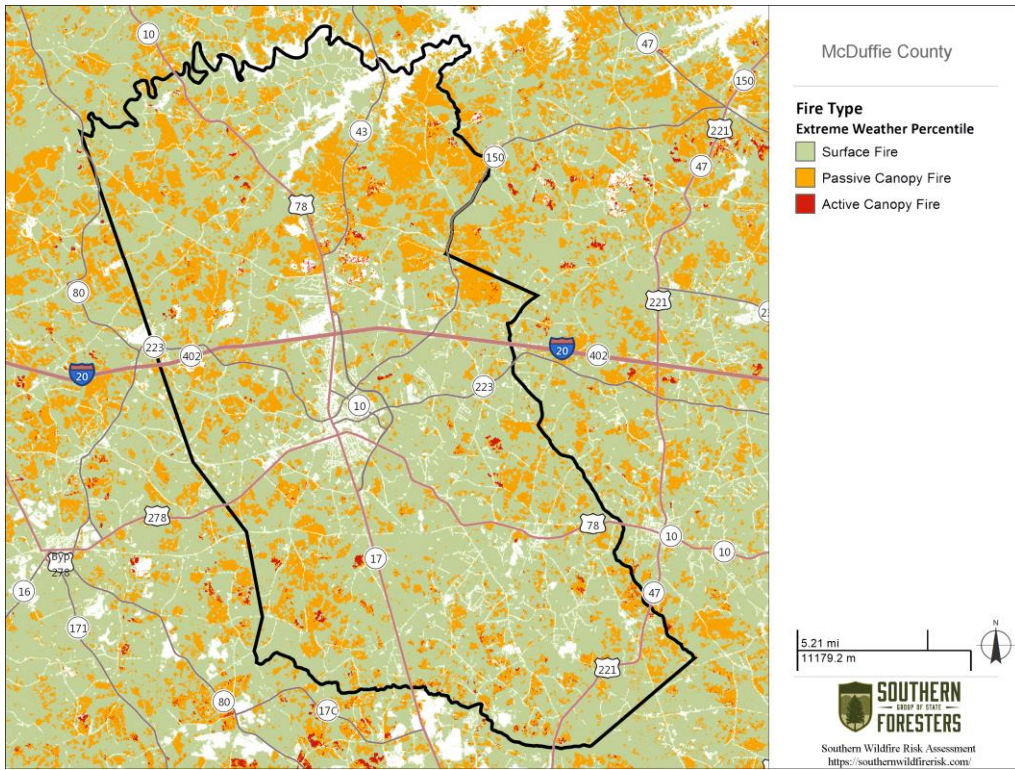 10
47
150
221
43
150
47
78
80
221
23
223
402
20
402
20
223
10
278
78
10
10
Byp
278
17
16
47
171
221
80
17C
McDuffie County
Fire Type
Extreme Weather Percentile
Surface Fire
Passive Canopy Fire
Active Canopy Fire
5.21 mi
11179.2 m
N
SOUTHERN
GROUP OF STATE
FORESTERS
Southern Wildfire Risk Assessment
https://southernwildfirerisk.com/